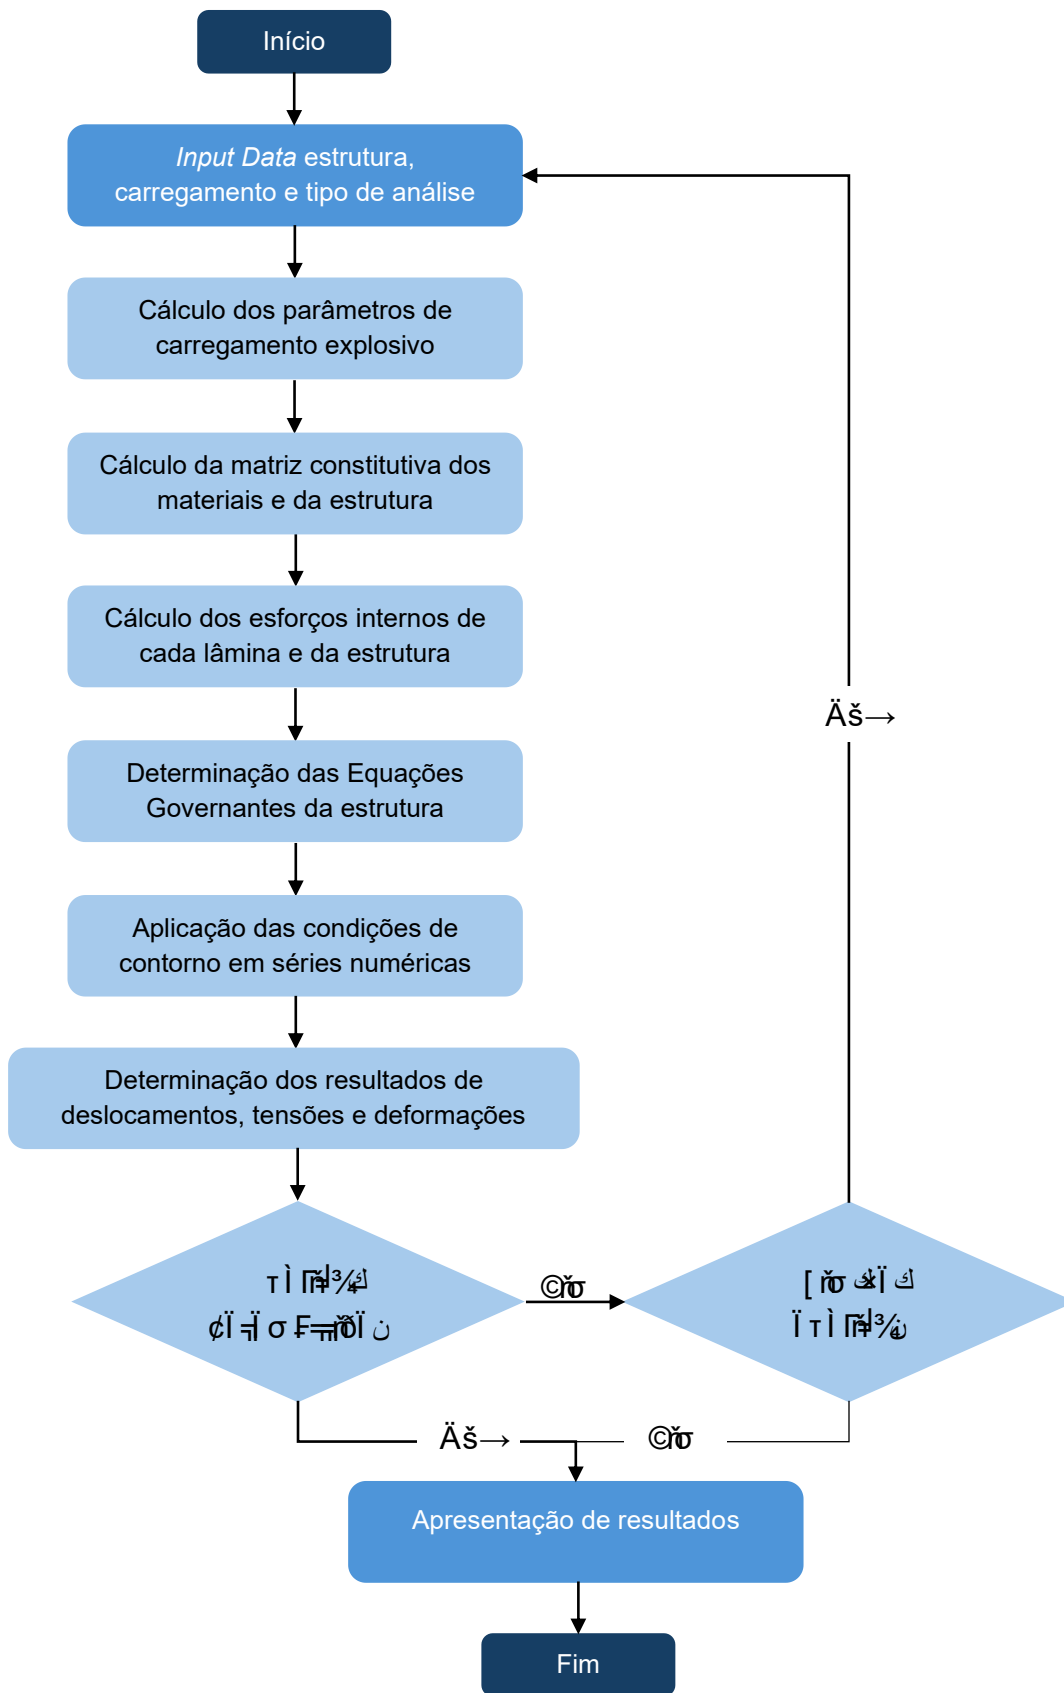 Início
Input Data estrutura,
carregamento e tipo de análise
Cálculo dos parâmetros de
carregamento explosivo
Cálculo da matriz constitutiva dos
materiais e da estrutura
Cálculo dos esforços internos de
cada lâmina e da estrutura
Determinação das Equações
Governantes da estrutura
Aplicação das condições de
contorno em séries numéricas
Determinação dos resultados de
deslocamentos, tensões e deformações
Äš→
Äš→
Apresentação de resultados
Fim